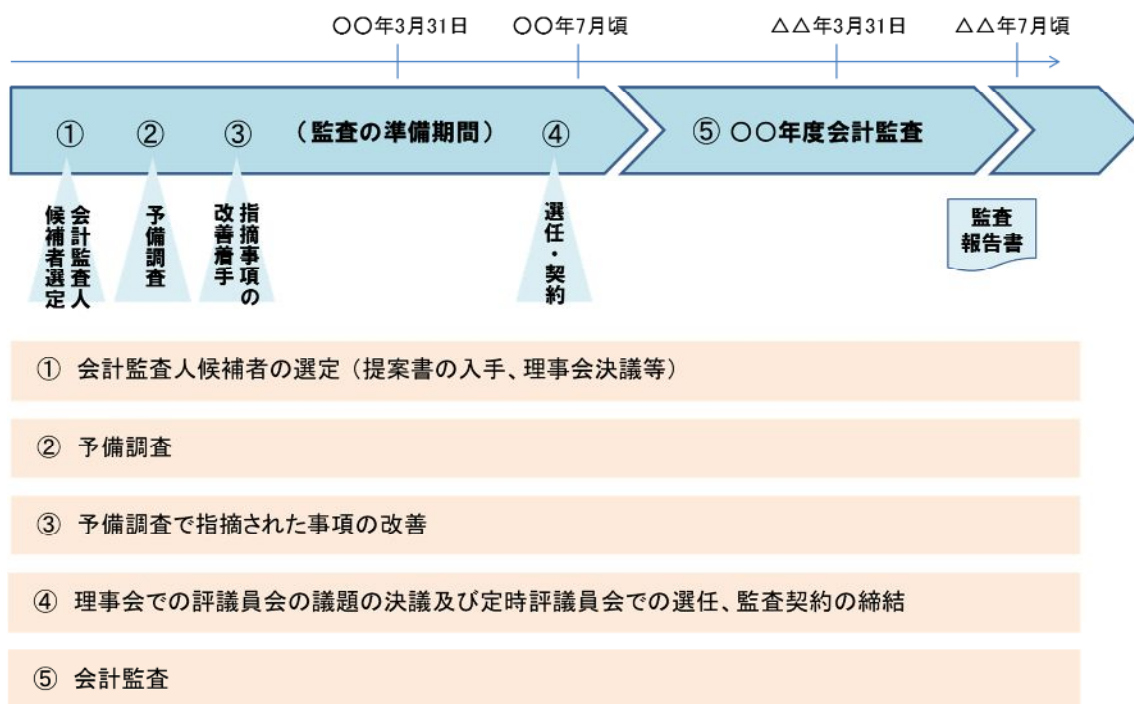 〇〇年3月31日
〇〇年7月頃
△△年3月31日
△△年7月頃
①
②
③
（監査の準備期間）
④
⑤ 〇〇年度会計監査
会計監査人
候補者選定
予備調査
指摘事項の
改善着手
選任・契約
監査
報告書
① 会計監査人候補者の選定（提案書の入手、理事会決議等）
② 予備調査
③ 予備調査で指摘された事項の改善
④ 理事会での評議員会の議題の決議及び定時評議員会での選任、監査契約の締結
⑤ 会計監査